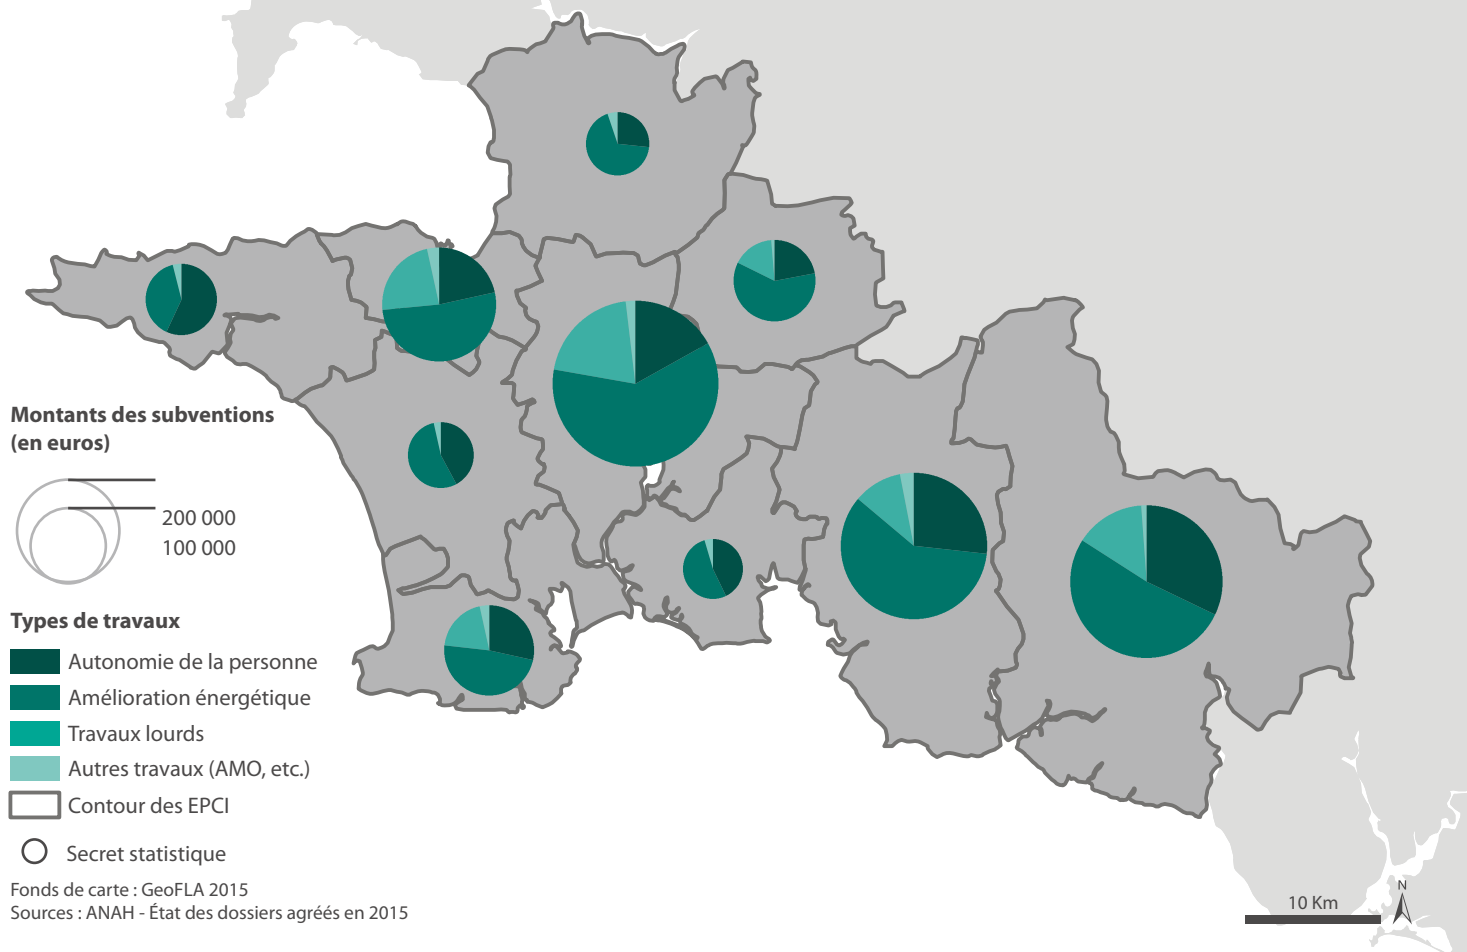 Montants des subventions
(en euros)
200 000
100 000
Types de travaux
Autonomie de la personne
Amélioration énergétique
Travaux lourds
Autres travaux (AMO, etc.)
Contour des EPCI
Secret statistique
Fonds de carte : GeoFLA 2015
Sources : ANAH - État des dossiers agréés en 2015
10 Km
N